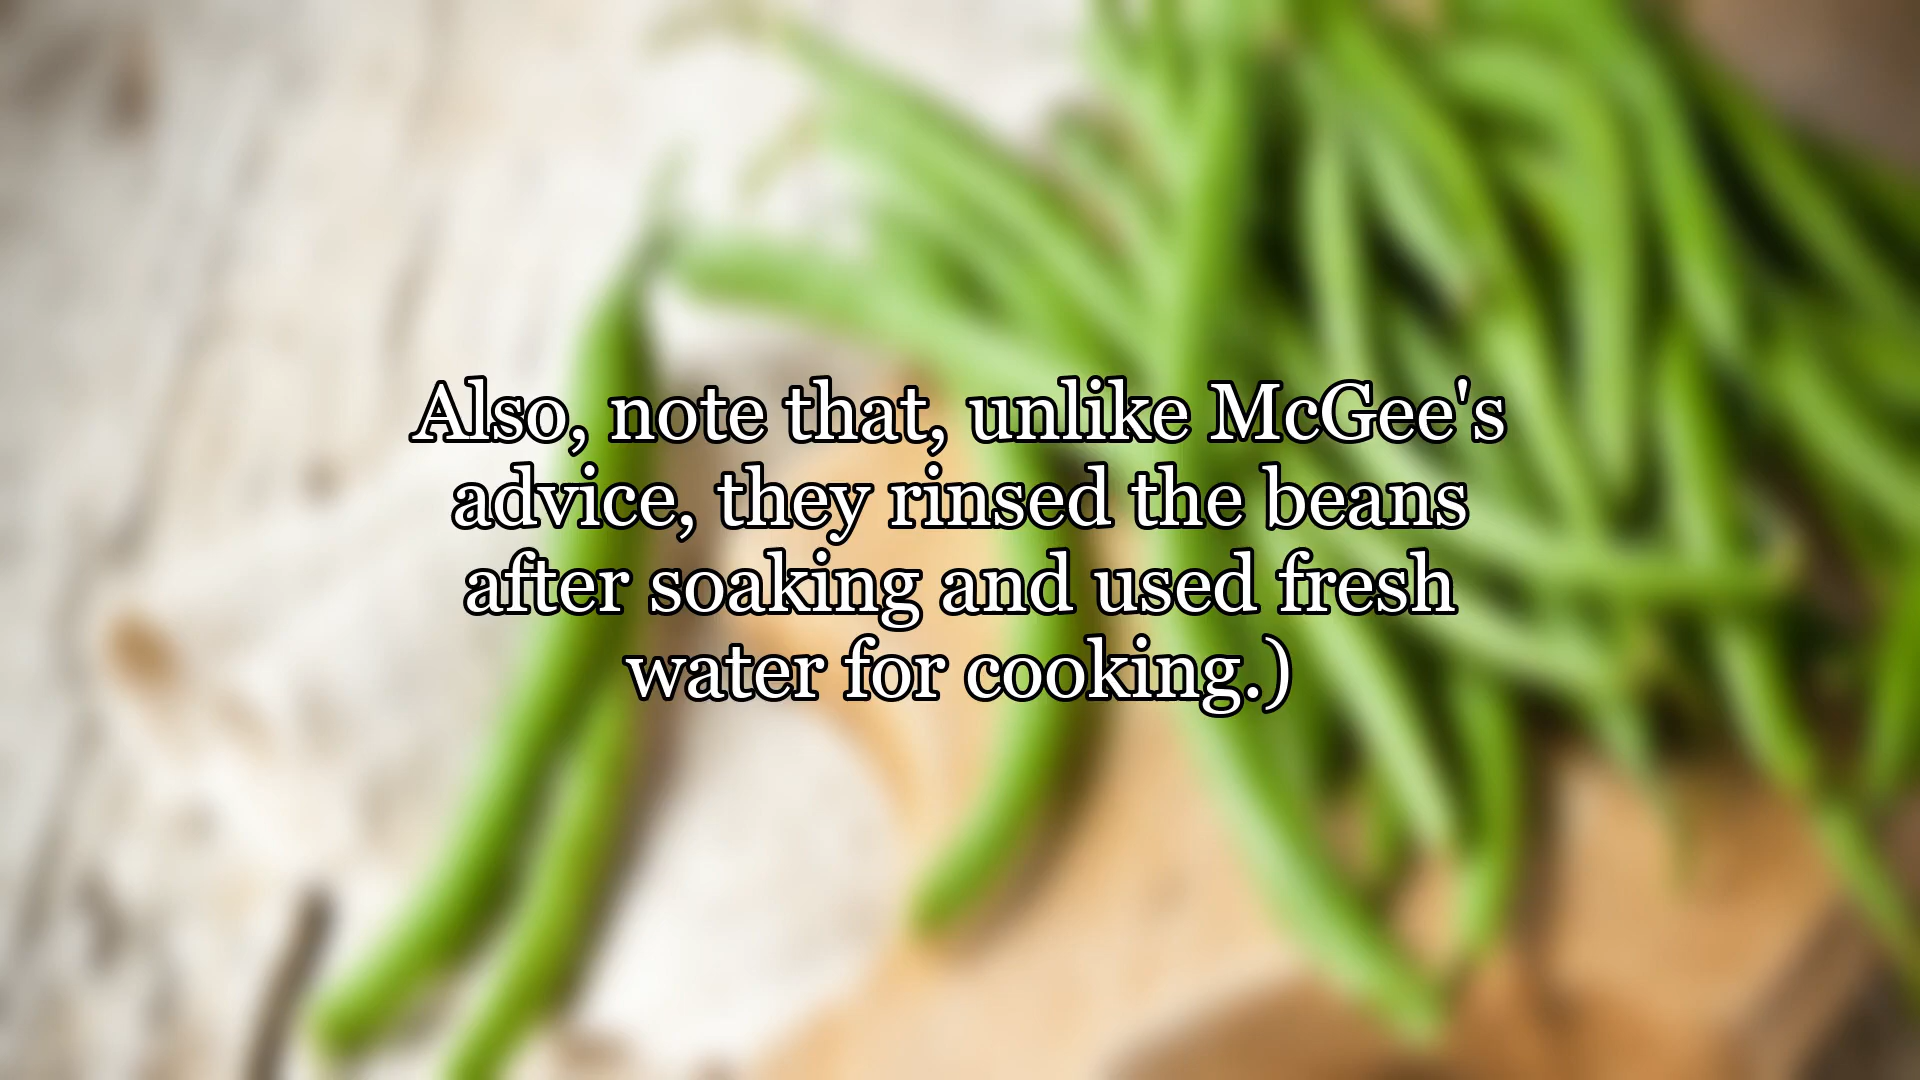 Also, note that, unlike McGee's
advice, they rinsed the beans
after soaking and used fresh
water for cooking.)